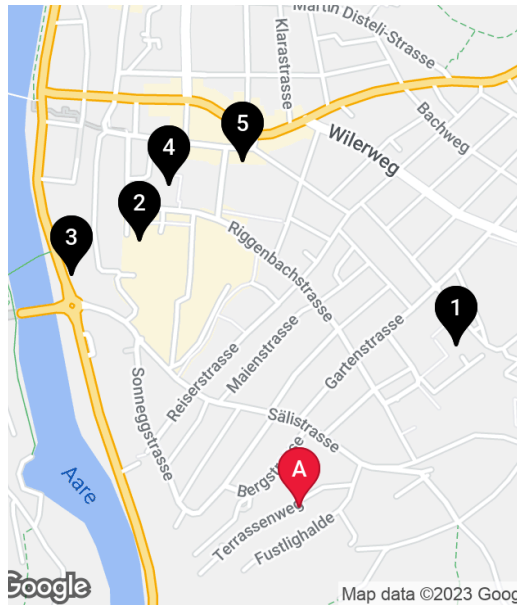 Martin Disteli-Strasse
Klarastrasse
Bachweg
5
Wilerweg
4
2
3
Riggenbachstrasse
1
Maienstrasse
Gartenstrasse
Reiserstrasse
Sonneggstrasse
Sälistrasse
Bergstrasse
A
Aare
Terrassenweg
Fustlighalde
Google
Map data ©2023 Goog